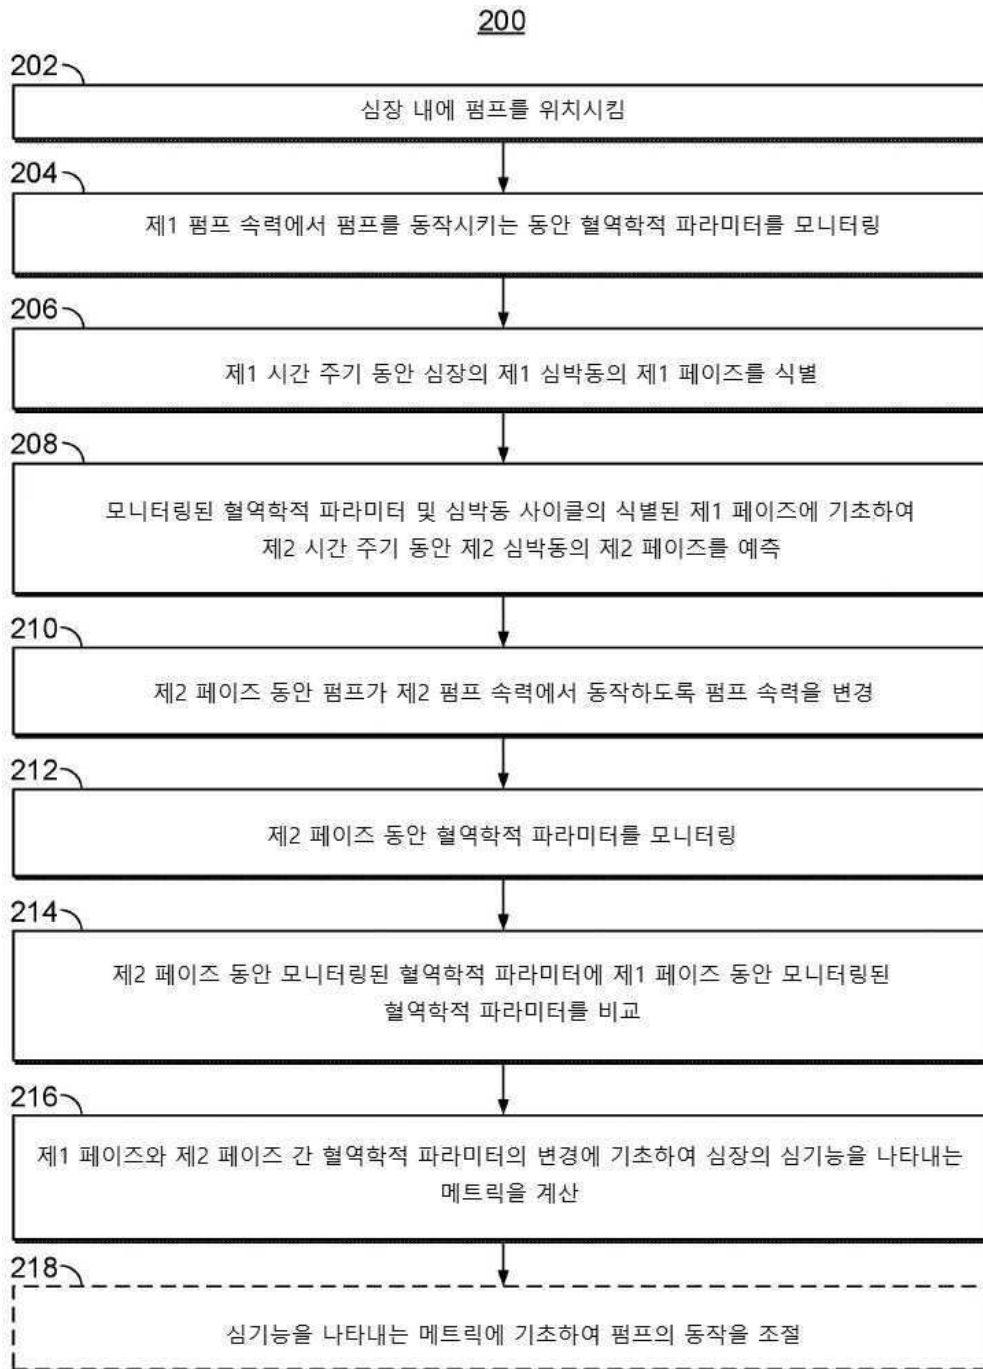 200
202
심장 내에 펌프를 위치시킴
204
제1 펌프 속력에서 펌프를 동작시키는 동안 혈역학적 파라미터를 모니터링
206
제1 시간 주기 동안 심장의 제1 심박동의 제1 페이즈를 식별
208
모니터링된 혈역학적 파라미터 및 심박동 사이클의 식별된 제1 페이즈에 기초하여
제2 시간 주기 동안 제2 심박동의 제2 페이즈를 예측
210
제2 페이즈 동안 펌프가 제2 펌프 속력에서 동작하도록 펌프 속력을 변경
212
제2 페이즈 동안 혈역학적 파라미터를 모니터링
214
제2 페이즈 동안 모니터링된 혈역학적 파라미터에 제1 페이즈 동안 모니터링된
혈역학적 파라미터를 비교
216
제1 페이즈와 제2 페이즈 간 혈역학적 파라미터의 변경에 기초하여 심장의 심기능을 나타내는
메트릭을 계산
218
심기능을 나타내는 메트릭에 기초하여 펌프의 동작을 조절